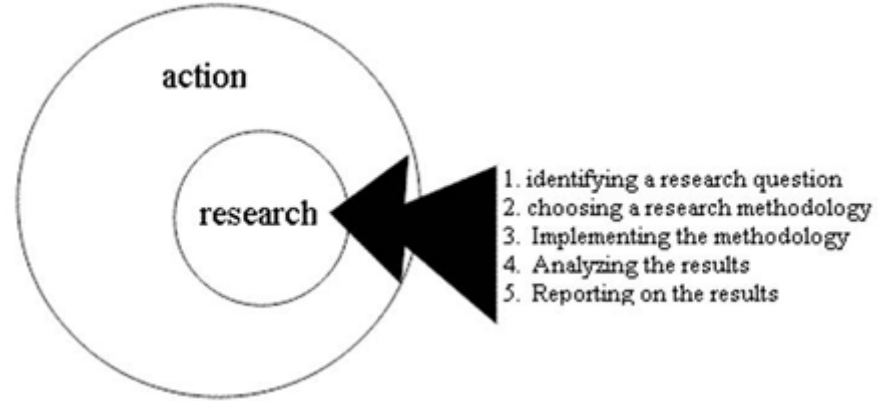 action
research
1. identifying a research question
2. choosing a research methodology
3. Implementing the methodology
4. Analyzing the results
5. Reporting on the results